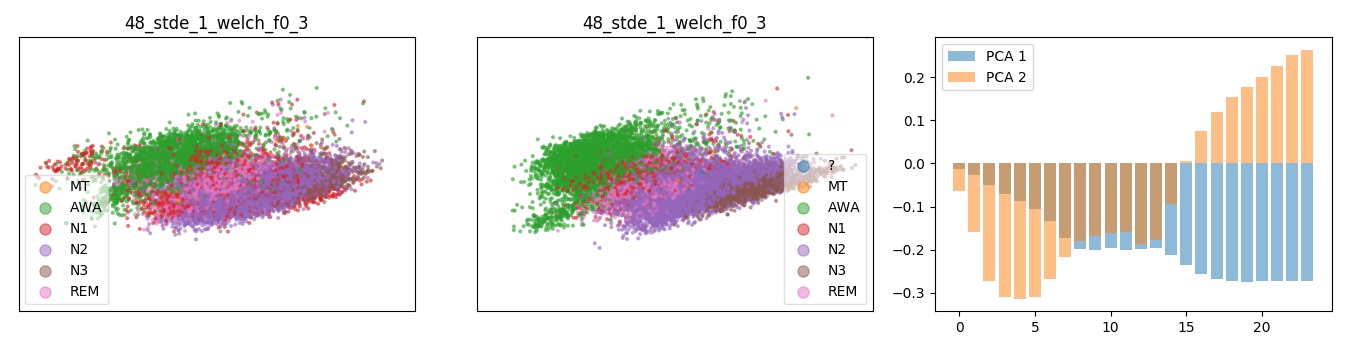 48_stde_1_welch_f0_3
MT
AWA
N1
N2
N3
REM
48_stde_1_welch_f0_3
?
MT
AWA
N1
N2
N3
REM
PCA 1
PCA 2
0.2
0.1
0.0
−0.1
−0.2
−0.3
0 5 10 15 20